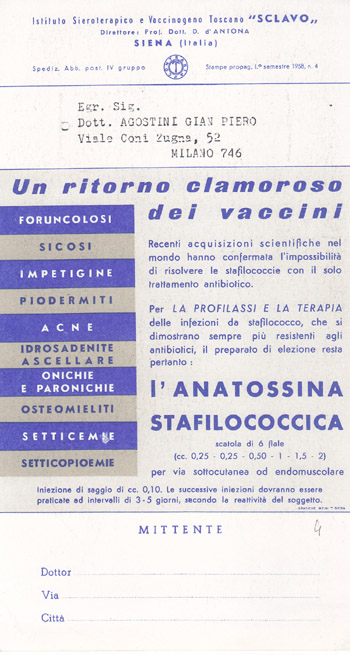 Istituto Sieroterapico e Vaccinogeno Toscano "SCLAVO„
Direttore: Prof. Dott. D. d'ANTONA
SIENA (Italia)
Spediz. Abb. post. IV gruppo
Stampe propag. I.° semestre 1958, n. 4
Egr. Sig.
Dott. AGOSTINI GIAN PIERO
Viale Coni Zugna, 52
MILANO 746
Un ritorno clamoroso
dei vaccini
FORUNCOLOSI
SICOSI
IMPETIGINE
PIODERMITI
ACNE
IDROSADENITE
ASCELLARE
ONICHIE
E PARONICHIE
OSTEOMIELITI
SETTICEMIE
SETTICOPIOEMIE
Recenti acquisizioni scientifiche nel
mondo hanno confermata l'impossibilità
di risolvere le stafilococcie con il solo
trattamento antibiotico.
Per LA PROFILASSI E LA TERAPIA
delle infezioni da stafilococco, che si
dimostrano sempre più resistenti agli
antibiotici, il preparato di elezione resta
pertanto :
l'ANATOSSINA
STAFILOCOCCICA
scatola di 6 fiale
(cc. 0,25 - 0,25 - 0,50 - 1 - 1,5 - 2)
per via sottocutanea od endomuscolare
Iniezione di saggio di cc. 0,10. Le successive iniezioni dovranno essere
praticate ad intervalli di 3-5 giorni, secondo la reattività del soggetto.
MITTENTE
4
Dottor
Via
Città